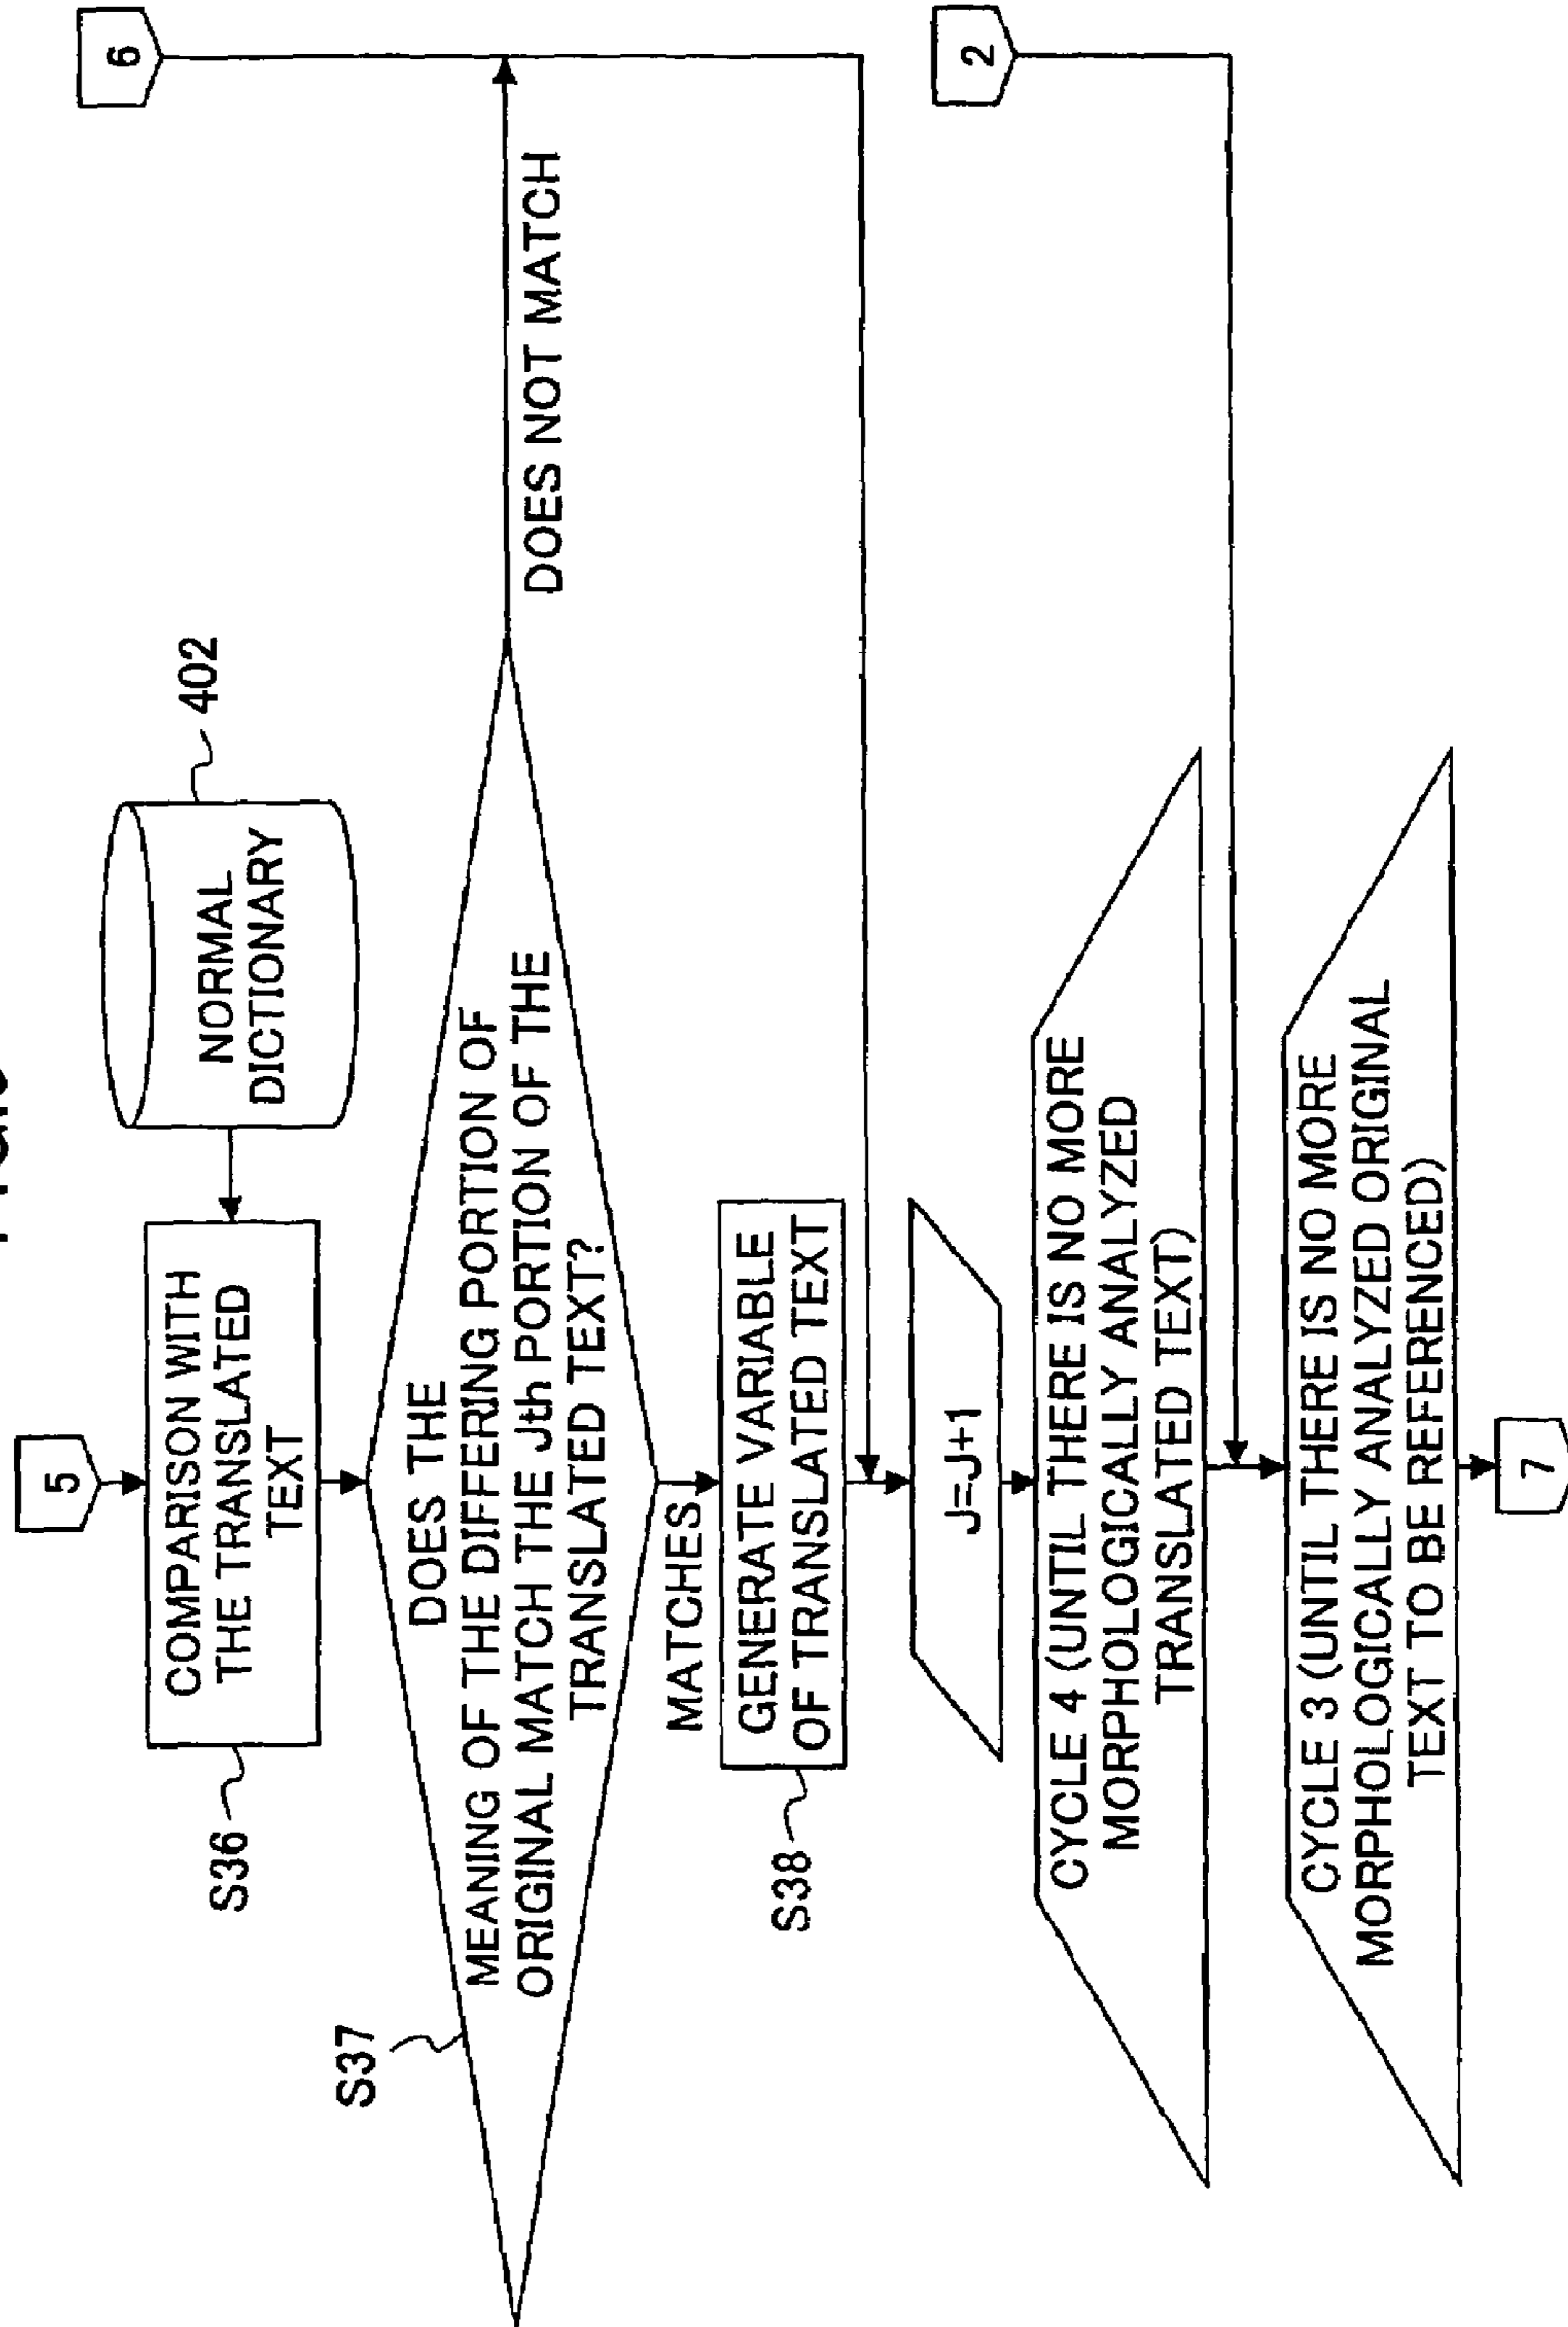 5
6
COMPARISON WITH
THE TRANSLATED
TEXT
S36
NORMAL
DICTIONARY
402
S37
DOES THE
MEANING OF THE DIFFERING PORTION OF
ORIGINAL MATCH THE Jth PORTION OF THE
TRANSLATED TEXT?
DOES NOT MATCH
MATCHES
S38
GENERATE VARIABLE
OF TRANSLATED TEXT
J=J+1
2
CYCLE 4 (UNTIL THERE IS NO MORE
MORPHOLOGICALLY ANALYZED
TRANSLATED TEXT)
CYCLE 3 (UNTIL THERE IS NO MORE
MORPHOLOGICALLY ANALYZED ORIGINAL
TEXT TO BE REFERENCED)
7